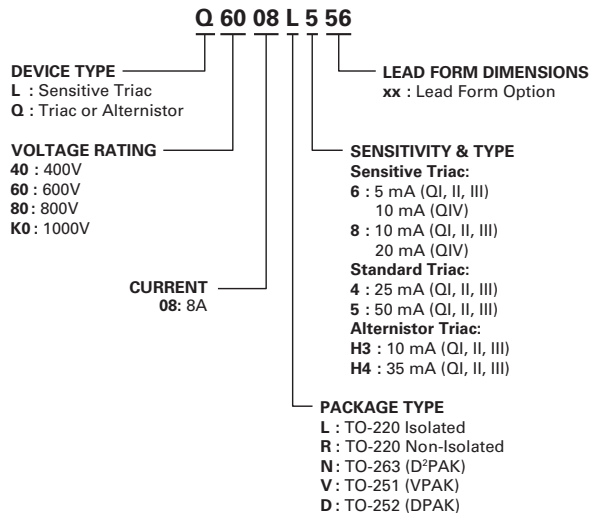 Q 60 08 L 5 56
DEVICE TYPE
L : Sensitive Triac
Q : Triac or Alternistor
VOLTAGE RATING
40 : 400V
60 : 600V
80 : 800V
K0 : 1000V
CURRENT
08: 8A
LEAD FORM DIMENSIONS
xx : Lead Form Option
SENSITIVITY & TYPE
Sensitive Triac:
6 : 5 mA (QI, II, III)
10 mA (QIV)
8 : 10 mA (QI, II, III)
20 mA (QIV)
Standard Triac:
4 : 25 mA (QI, II, III)
5 : 50 mA (QI, II, III)
Alternistor Triac:
H3 : 10 mA (QI, II, III)
H4 : 35 mA (QI, II, III)
PACKAGE TYPE
L : TO-220 Isolated
R : TO-220 Non-Isolated
N : TO-263 (D²PAK)
V : TO-251 (VPAK)
D : TO-252 (DPAK)